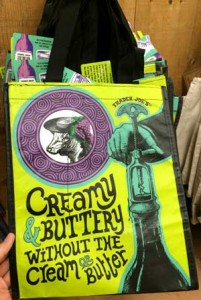 TRADER JOE'S
CREAMY
& BUTTERY
WITHOUT THE
CREAM OR Butter